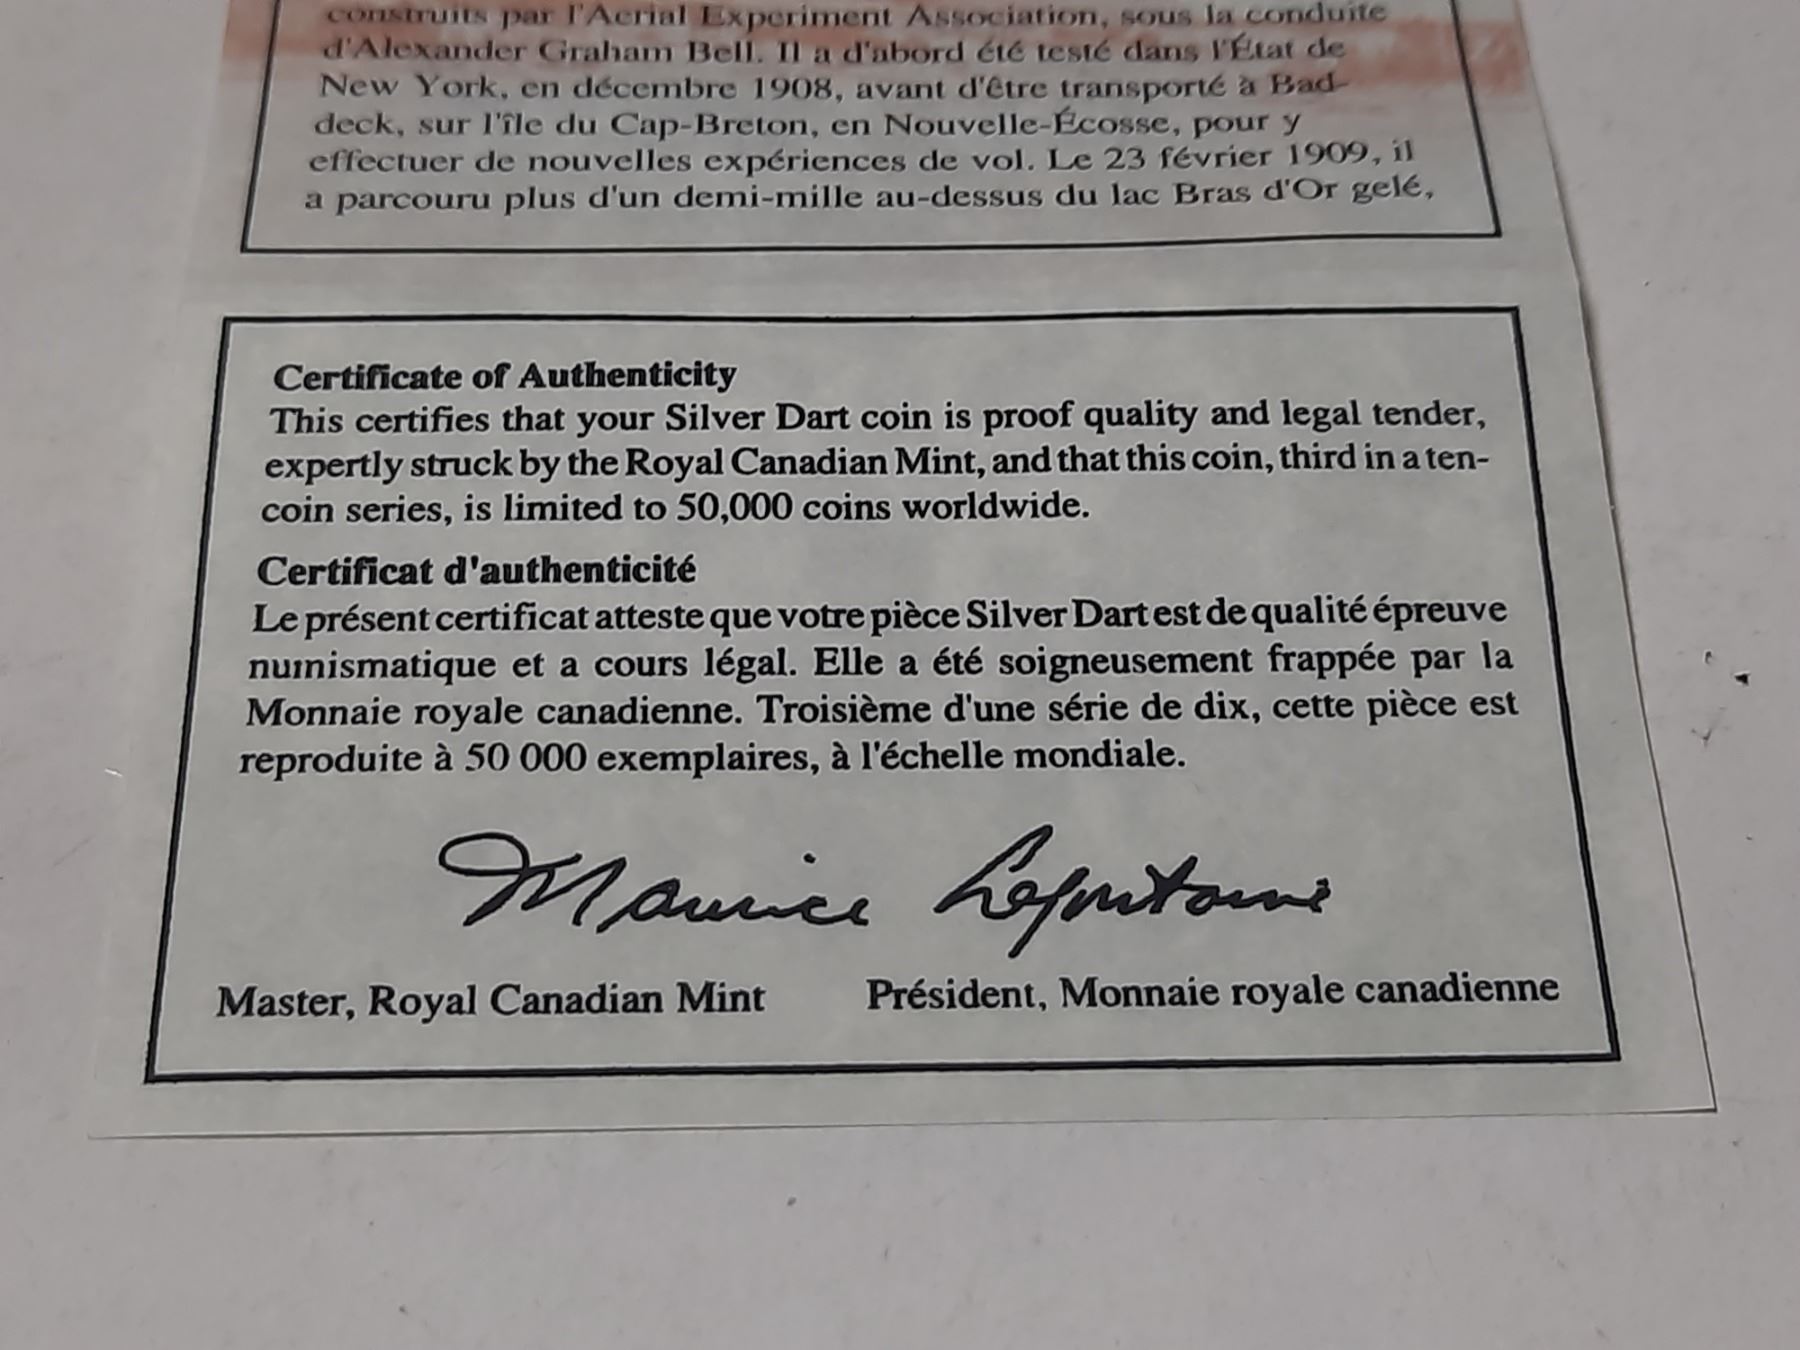 construits par l'Aerial Experiment Association, sous la conduite
d'Alexander Graham Bell. Il a d'abord été testé dans l'État de
New York, en décembre 1908, avant d'être transporté à Bad-
deck, sur l'île du Cap-Breton, en Nouvelle-Écosse, pour y
effectuer de nouvelles expériences de vol. Le 23 février 1909, il
a parcouru plus d'un demi-mille au-dessus du lac Bras d'Or gelé,
Certificate of Authenticity
This certifies that your Silver Dart coin is proof quality and legal tender,
expertly struck by the Royal Canadian Mint, and that this coin, third in a ten-
coin series, is limited to 50,000 coins worldwide.
Certificat d'authenticité
Le présent certificat atteste que votre pièce Silver Dart est de qualité épreuve
numismatique et a cours légal. Elle a été soigneusement frappée par la
Monnaie royale canadienne. Troisième d'une série de dix, cette pièce est
reproduite à 50 000 exemplaires, à l'échelle mondiale.
Maurice Lafontaine
Master, Royal Canadian Mint Président, Monnaie royale canadienne